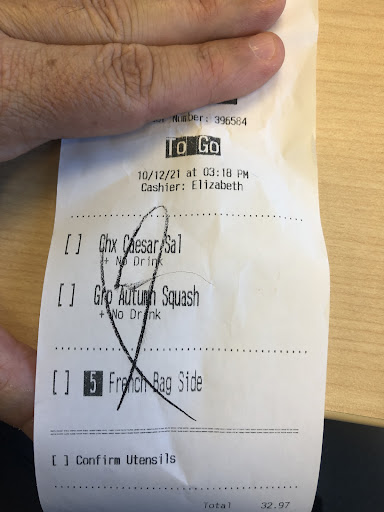 Number: 396584
To Go
10/12/21 at 03:18 PM
Cashier: Elizabeth
[ ] Chx Caesar Sal
+ No Drink
[ ] Grp Autumn Squash
+ No Drink
[ ] 5 French Bag Side
[ ] Confirm Utensils
Total 32.97